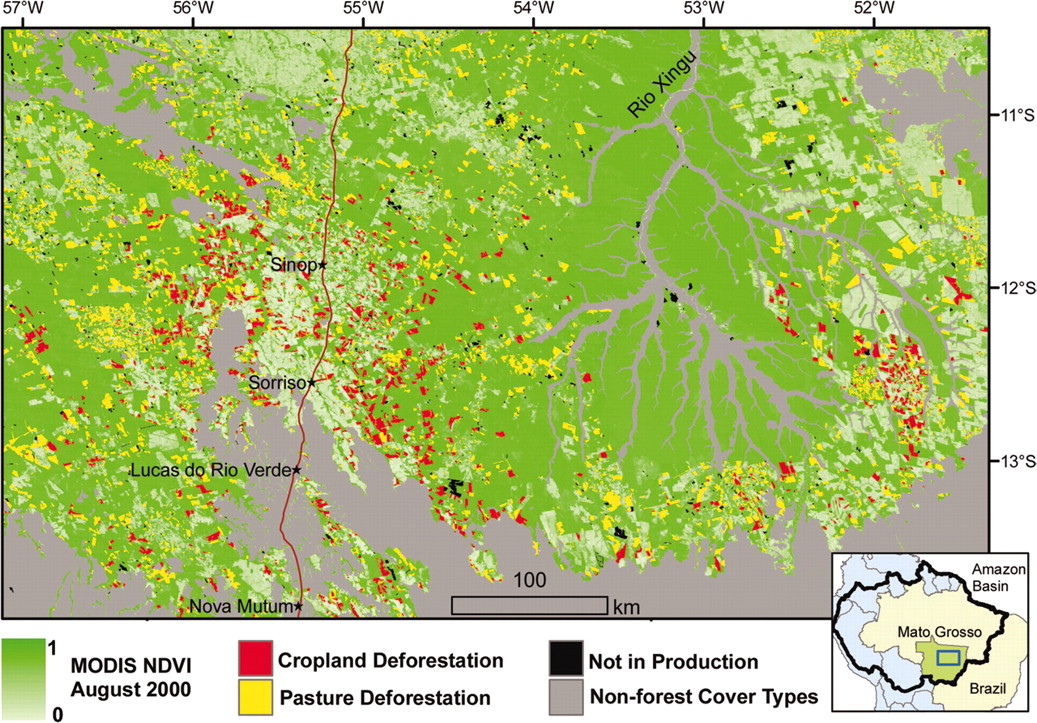 57°W 56°W 55°W 54°W 53°W 52°W
Rio Xingu
11°S
Sinop
12°S
Sorriso
Lucas do Rio Verde
13°S
100
km
Nova Mutum
Amazon
Basin
Mato Grosso
Brazil
1
MODIS NDVI
August 2000
0
Cropland Deforestation
Pasture Deforestation
Not in Production
Non-forest Cover Types